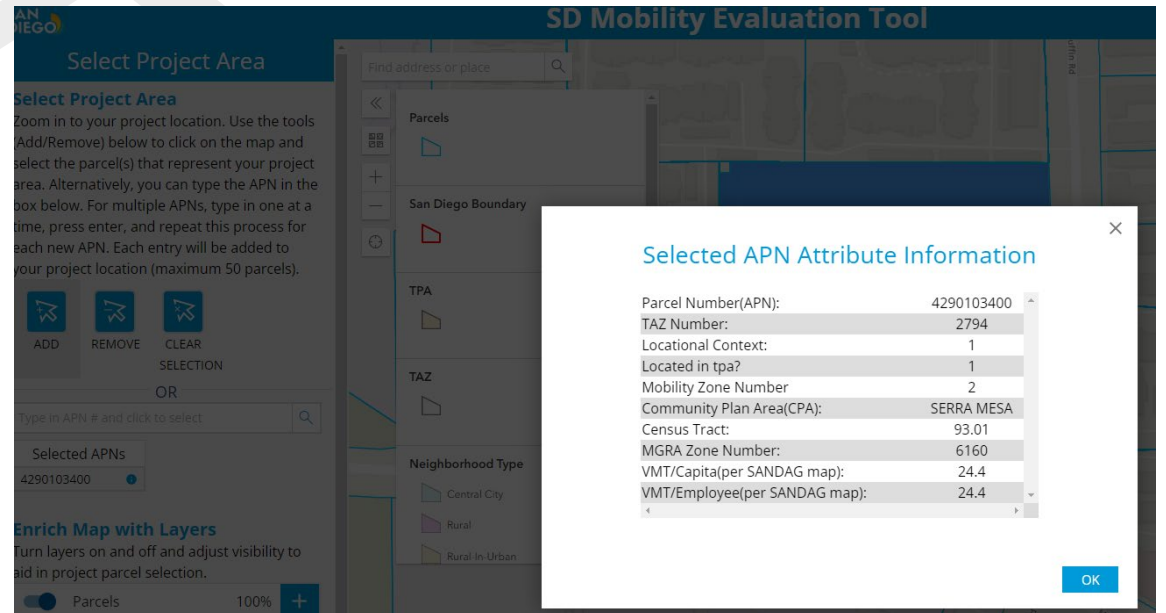 SAN
DIEGO
SD Mobility Evaluation Tool
Select Project Area
Select Project Area
Zoom in to your project location. Use the tools
(Add/Remove) below to click on the map and
select the parcel(s) that represent your project
area. Alternatively, you can type the APN in the
box below. For multiple APNs, type in one at a
time, press enter, and repeat this process for
each new APN. Each entry will be added to
your project location (maximum 50 parcels).
ADD
REMOVE
CLEAR
SELECTION
OR
Type in APN # and click to select
Selected APNs
4290103400
Enrich Map with Layers
Turn layers on and off and adjust visibility to
aid in project parcel selection.
Parcels 100%
Find address or place
Parcels
San Diego Boundary
TPA
TAZ
Neighborhood Type
Central City
Rural
Rural-In-Urban
Selected APN Attribute Information
Parcel Number(APN): 4290103400
TAZ Number: 2794
Locational Context: 1
Located in tpa? 1
Mobility Zone Number 2
Community Plan Area(CPA): SERRA MESA
Census Tract: 93.01
MGRA Zone Number: 6160
VMT/Capita(per SANDAG map): 24.4
VMT/Employee(per SANDAG map): 24.4
OK